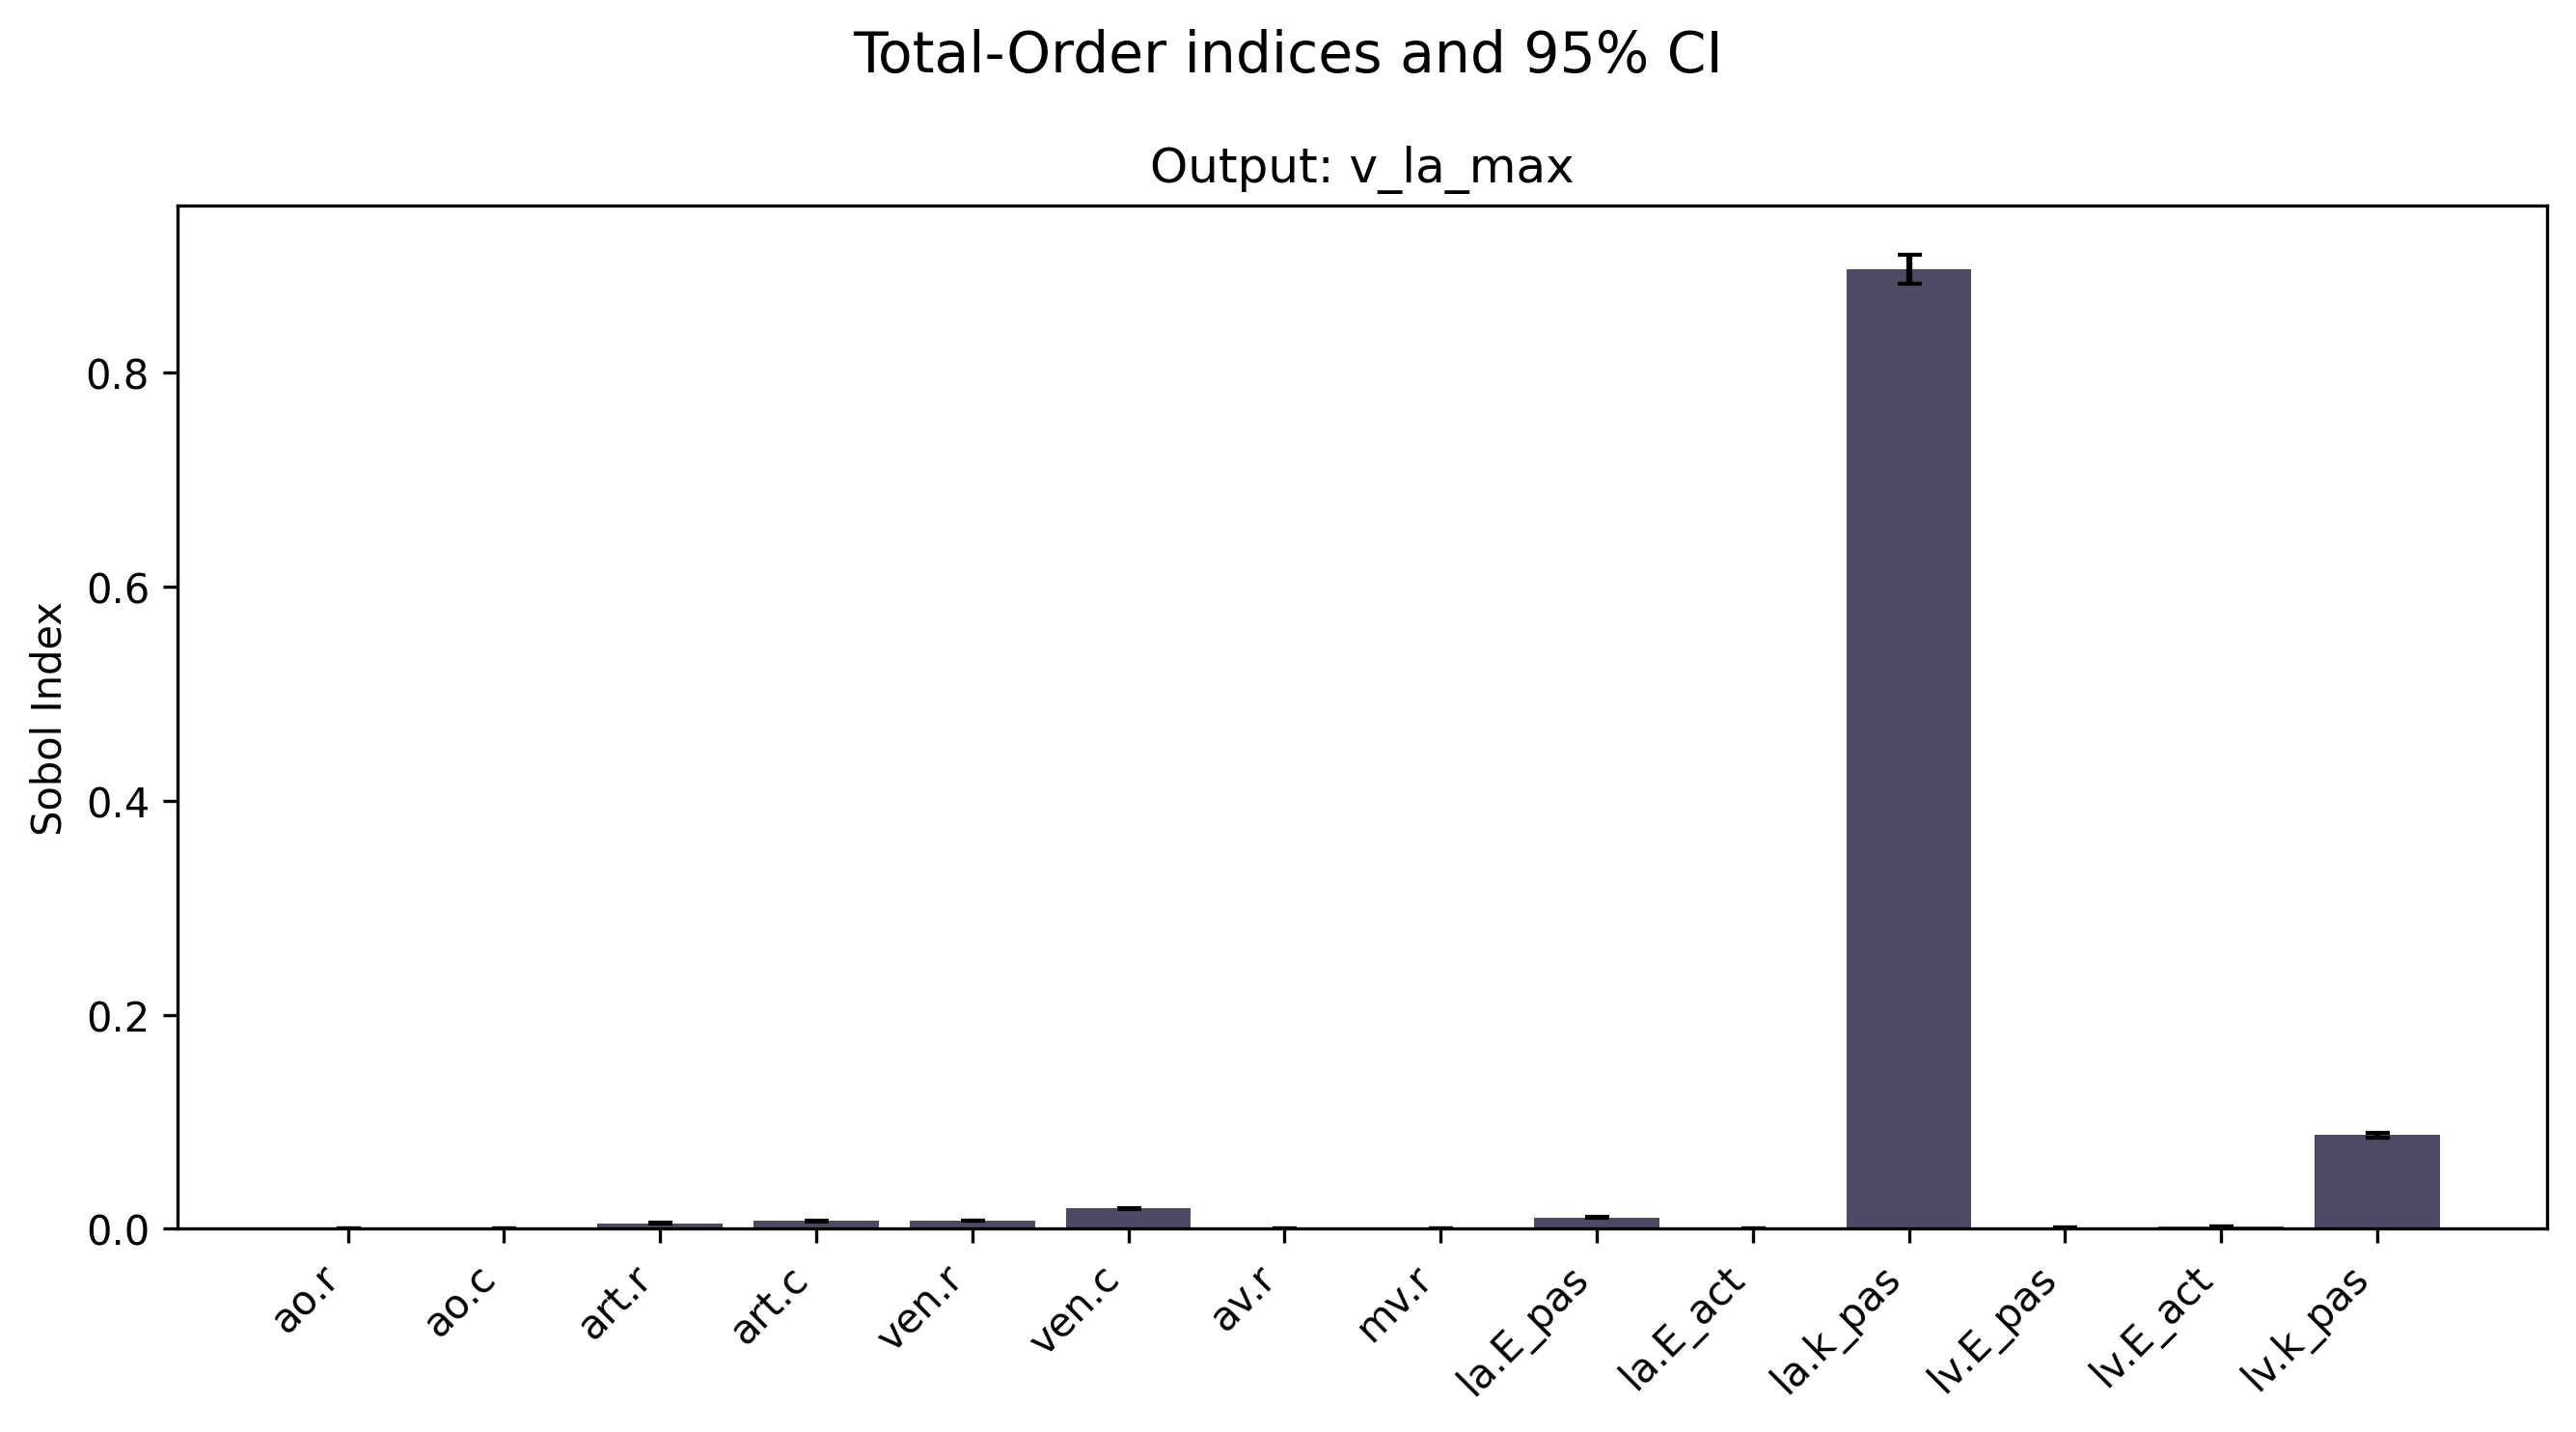 Total-Order indices and 95% CI
Output: v_la_max
Sobol Index
0.8
0.6
0.4
0.2
0.0
ao.r
ao.c
art.r
art.c
ven.r
ven.c
av.r
mv.r
la.E_pas
la.E_act
la.k_pas
lv.E_pas
lv.E_act
lv.k_pas